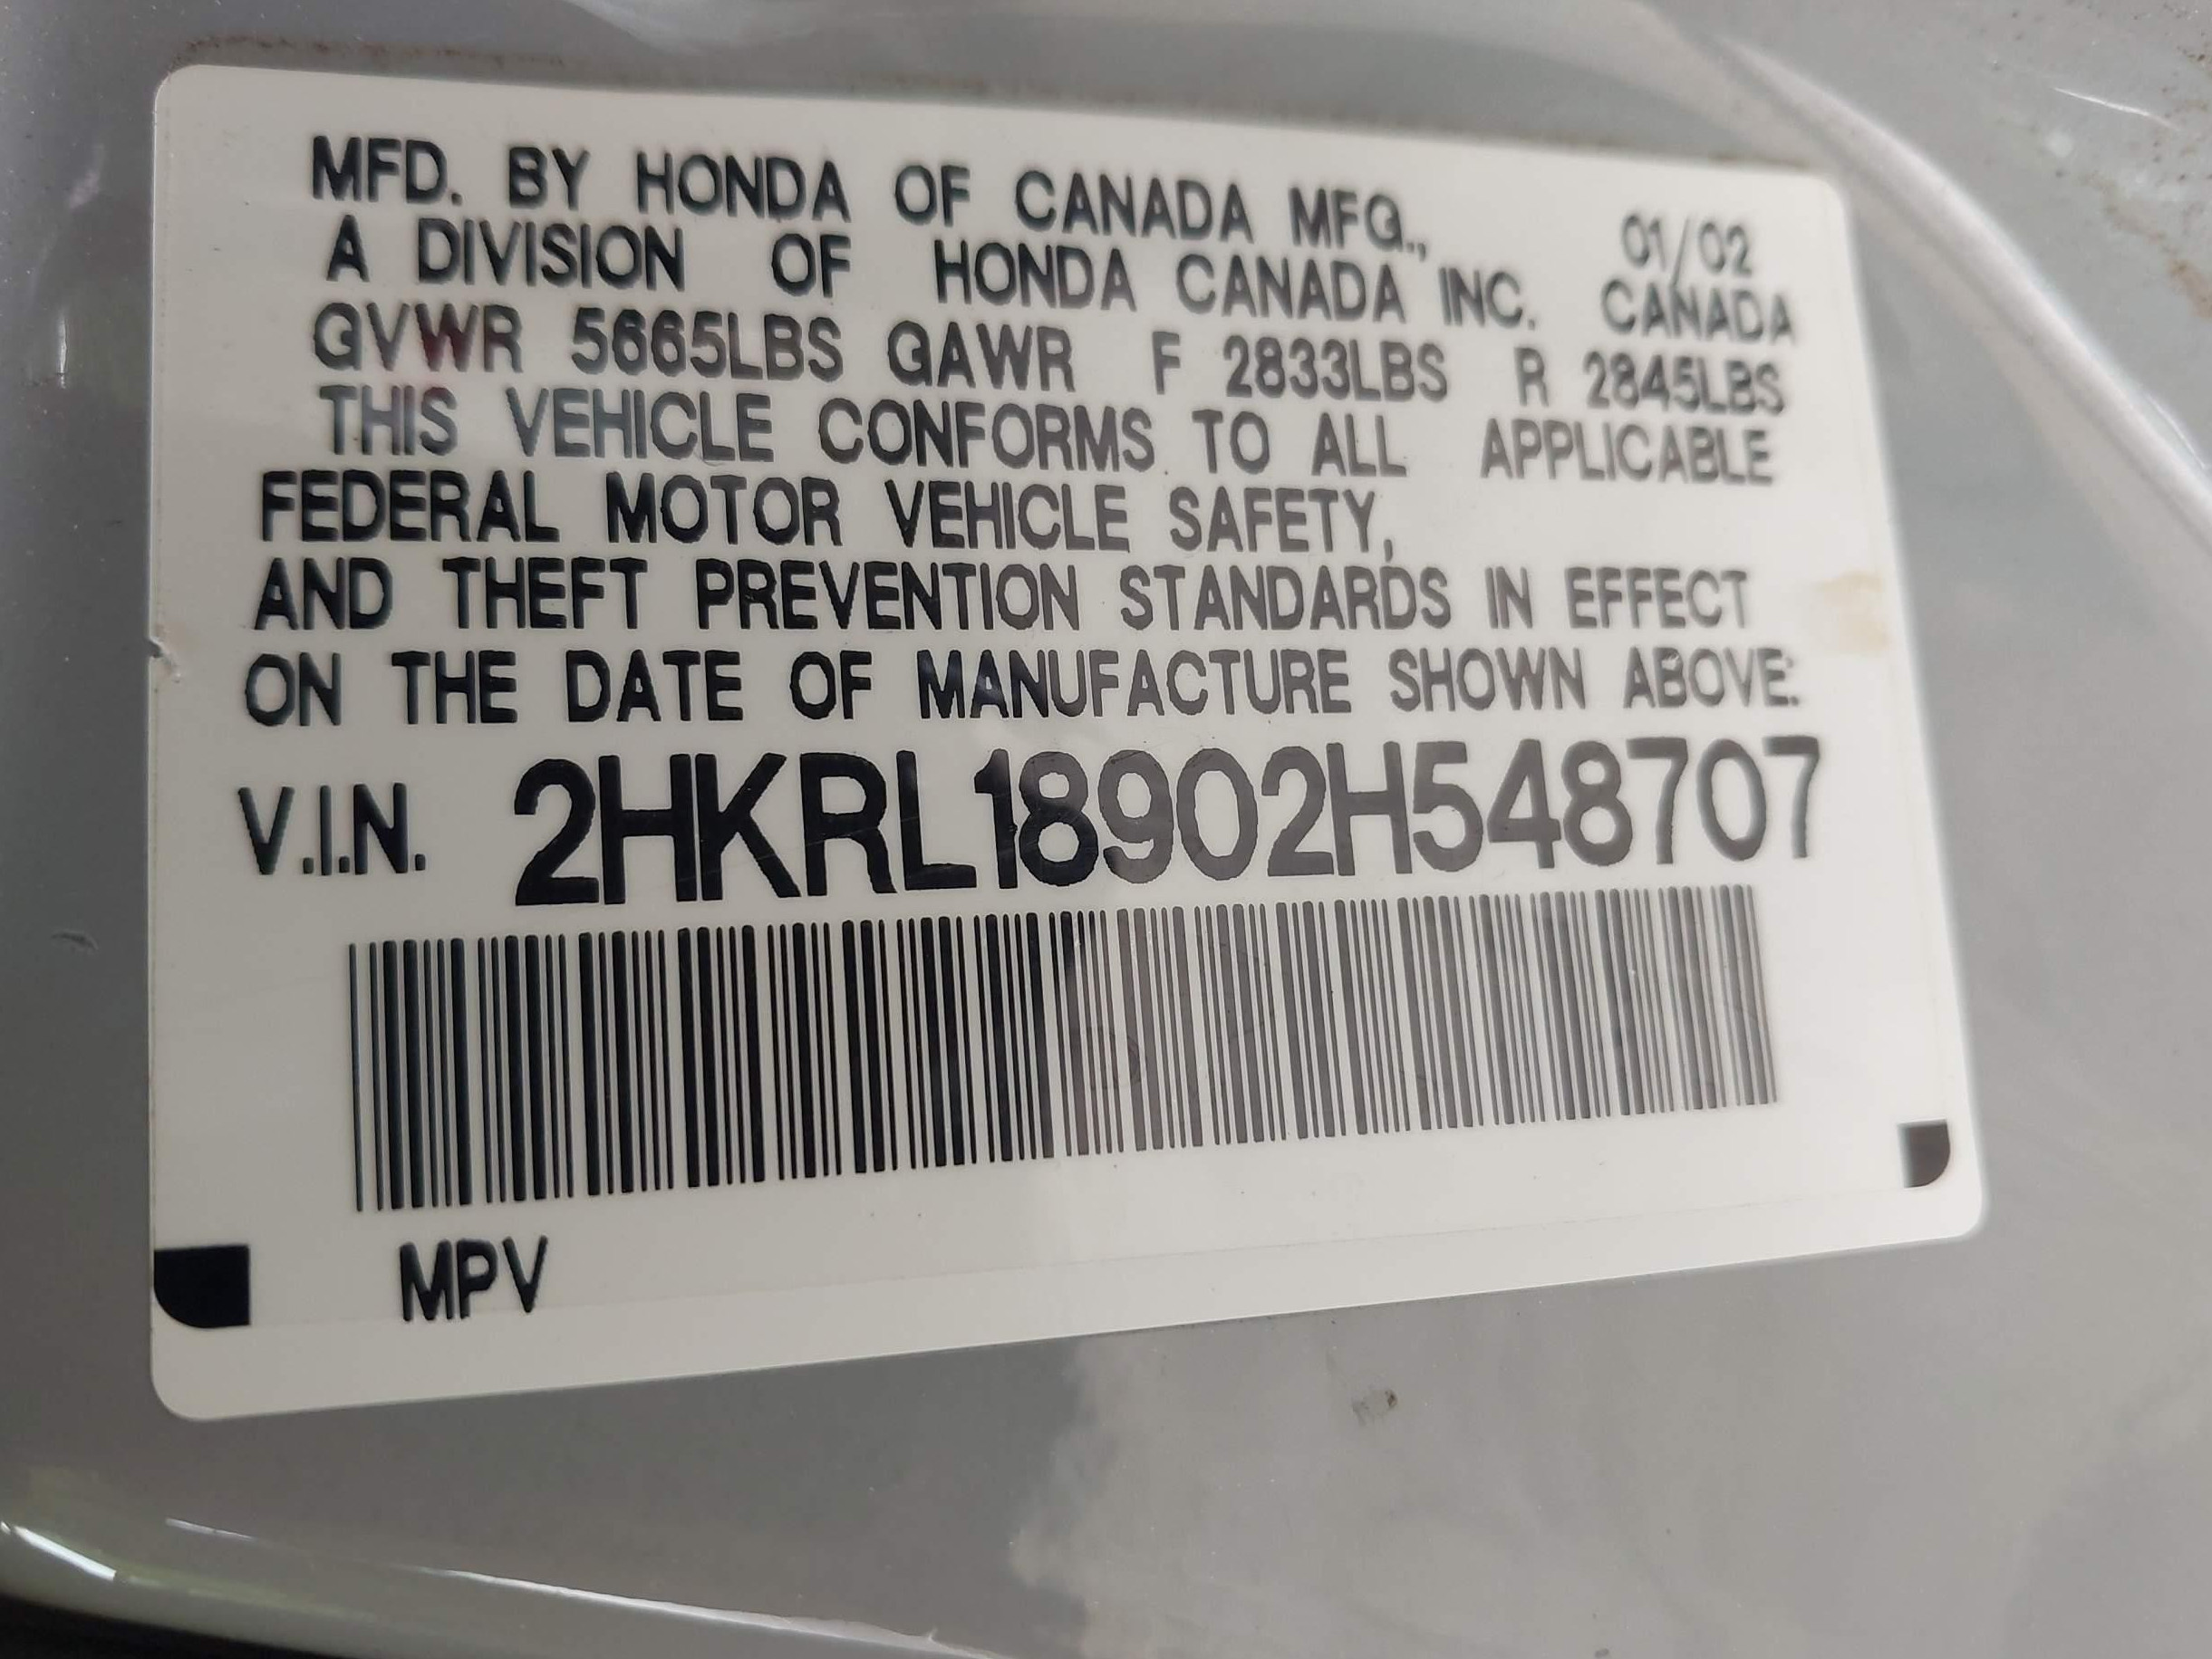 MFD. BY HONDA OF CANADA MFG., 01/02
A DIVISION OF HONDA CANADA INC. CANADA
GVWR 5665LBS GAWR F 2833LBS R 2845LBS
THIS VEHICLE CONFORMS TO ALL APPLICABLE
FEDERAL MOTOR VEHICLE SAFETY,
AND THEFT PREVENTION STANDARDS IN EFFECT
ON THE DATE OF MANUFACTURE SHOWN ABOVE:
V.I.N. 2HKRL18902H548707
MPV